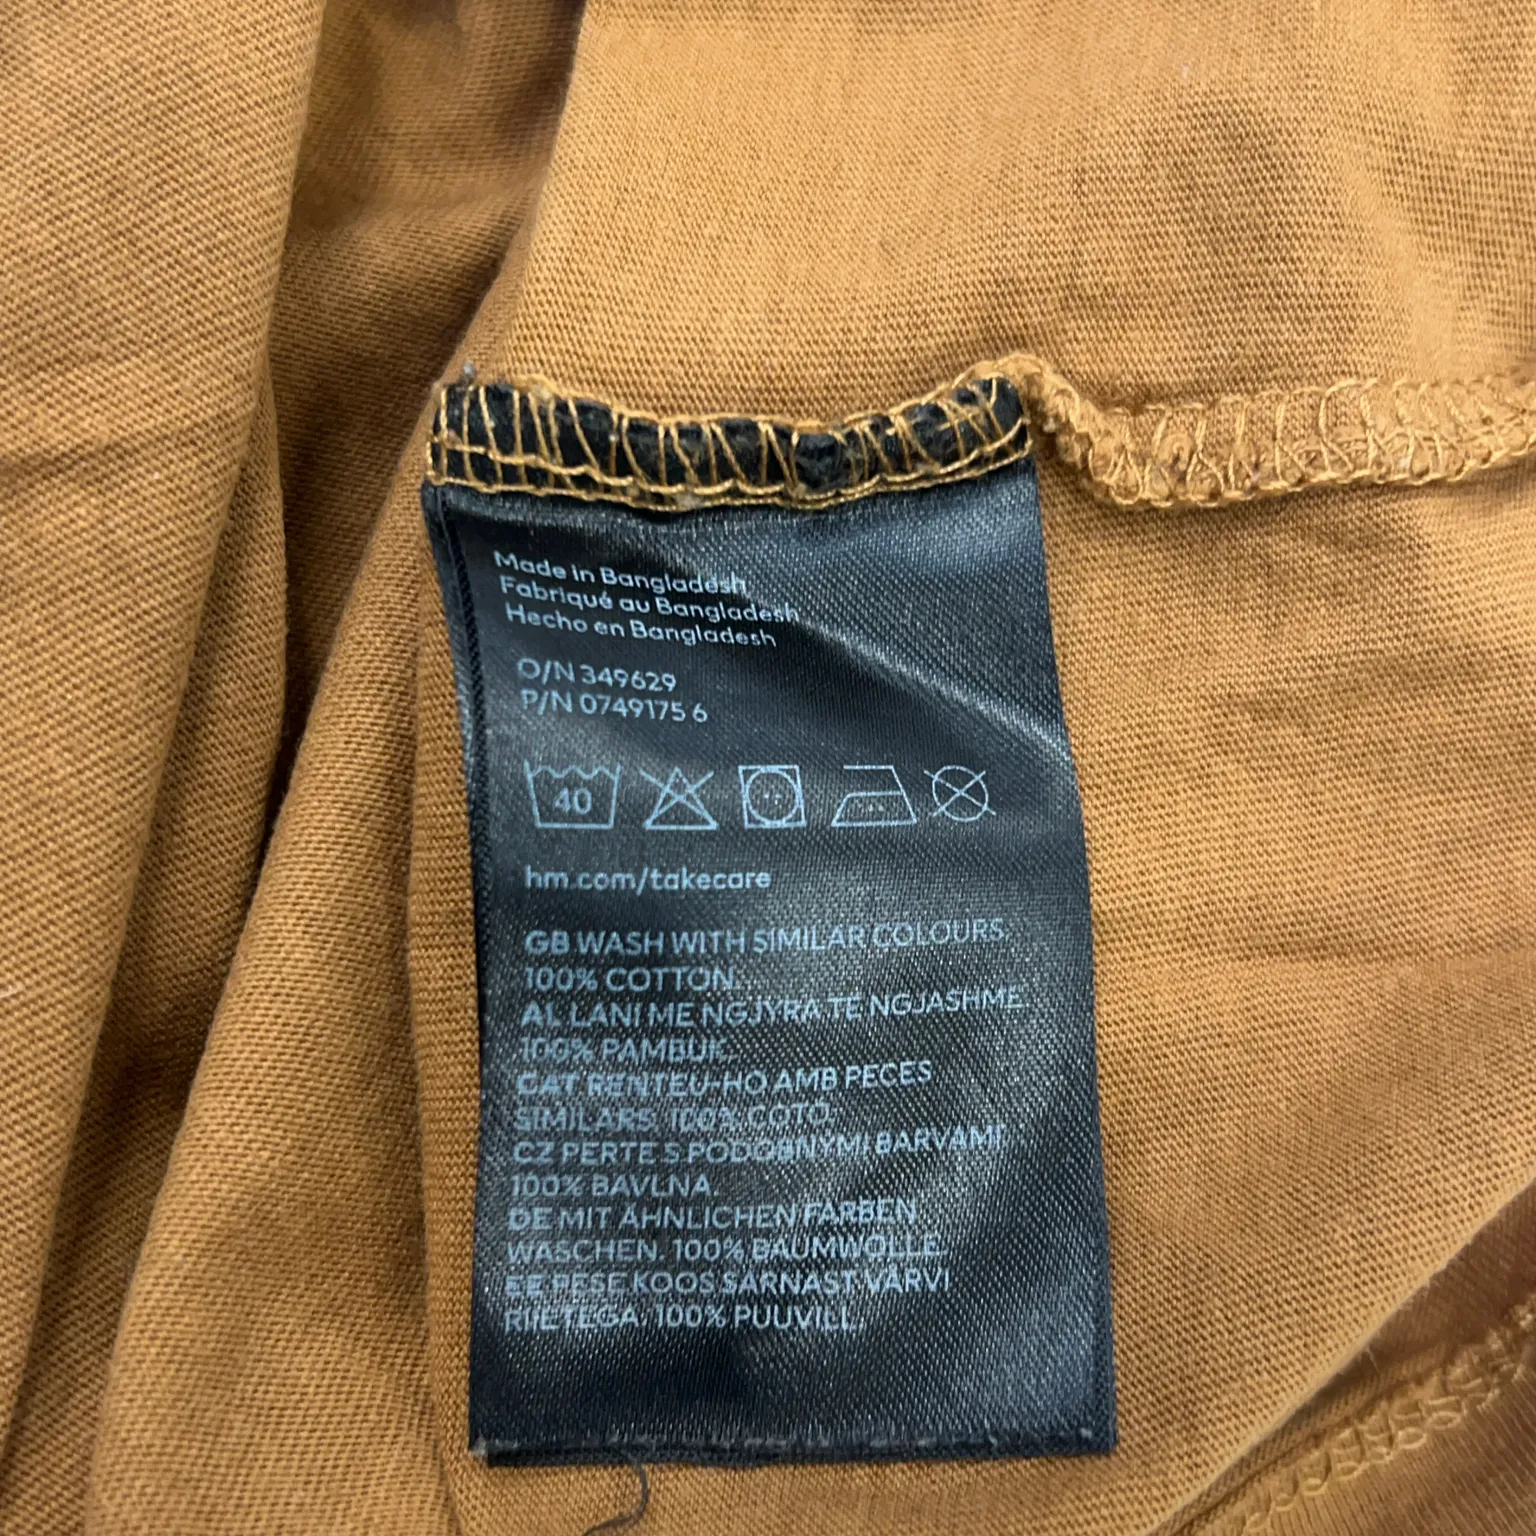 Made in Bangladesh
Fabriqué au Bangladesh
Hecho en Bangladesh
O/N 349629
P/N 0749175 6
40
hm.com/takecare
GB WASH WITH SIMILAR COLOURS
100% COTTON
AL LANI ME NGJYRA TE NGJASHME
100% PAMBUK.
CAT RENTEU-HO AMB PECES
SIMILARS. 100% COTÓ.
CZ PERTE S PODOBNÝMI BARVAMI
100% BAVLNA.
DE MIT ÄHNLICHEN FARBEN
WASCHEN. 100% BAUMWOLLE
EE PESE KOOS SARNAST VÄRVI
RIIETEGA. 100% PUUVILL.